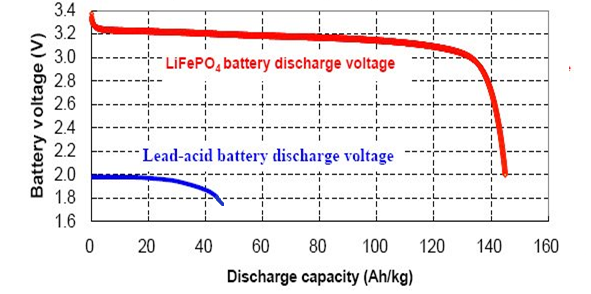 Battery voltage (V)
3.4
3.2
3.0
2.8
2.6
2.4
2.2
2.0
1.8
1.6
LiFePO₄ battery discharge voltage
Lead-acid battery discharge voltage
0 20 40 60 80 100 120 140 160
Discharge capacity (Ah/kg)